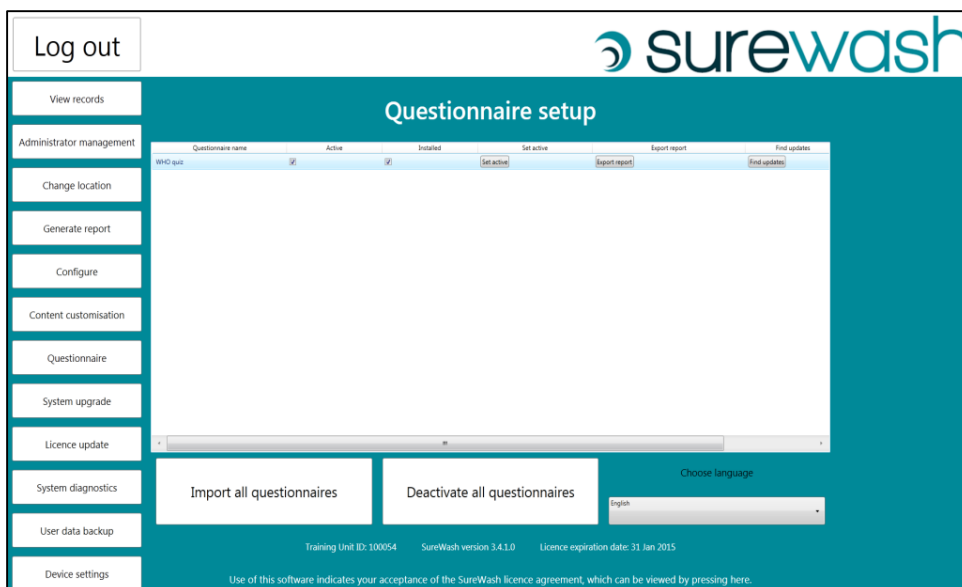 Log out
surewash
View records
Administrator management
Change location
Generate report
Configure
Content customisation
Questionnaire
System upgrade
Licence update
System diagnostics
User data backup
Device settings
Questionnaire setup
Questionnaire name Active Installed Set active Export report Find updates
WHO quiz Set active Export report Find updates
Import all questionnaires
Deactivate all questionnaires
Choose language
English
Training Unit ID: 100054 SureWash version 3.4.1.0 Licence expiration date: 31 Jan 2015
Use of this software indicates your acceptance of the SureWash licence agreement, which can be viewed by pressing here.